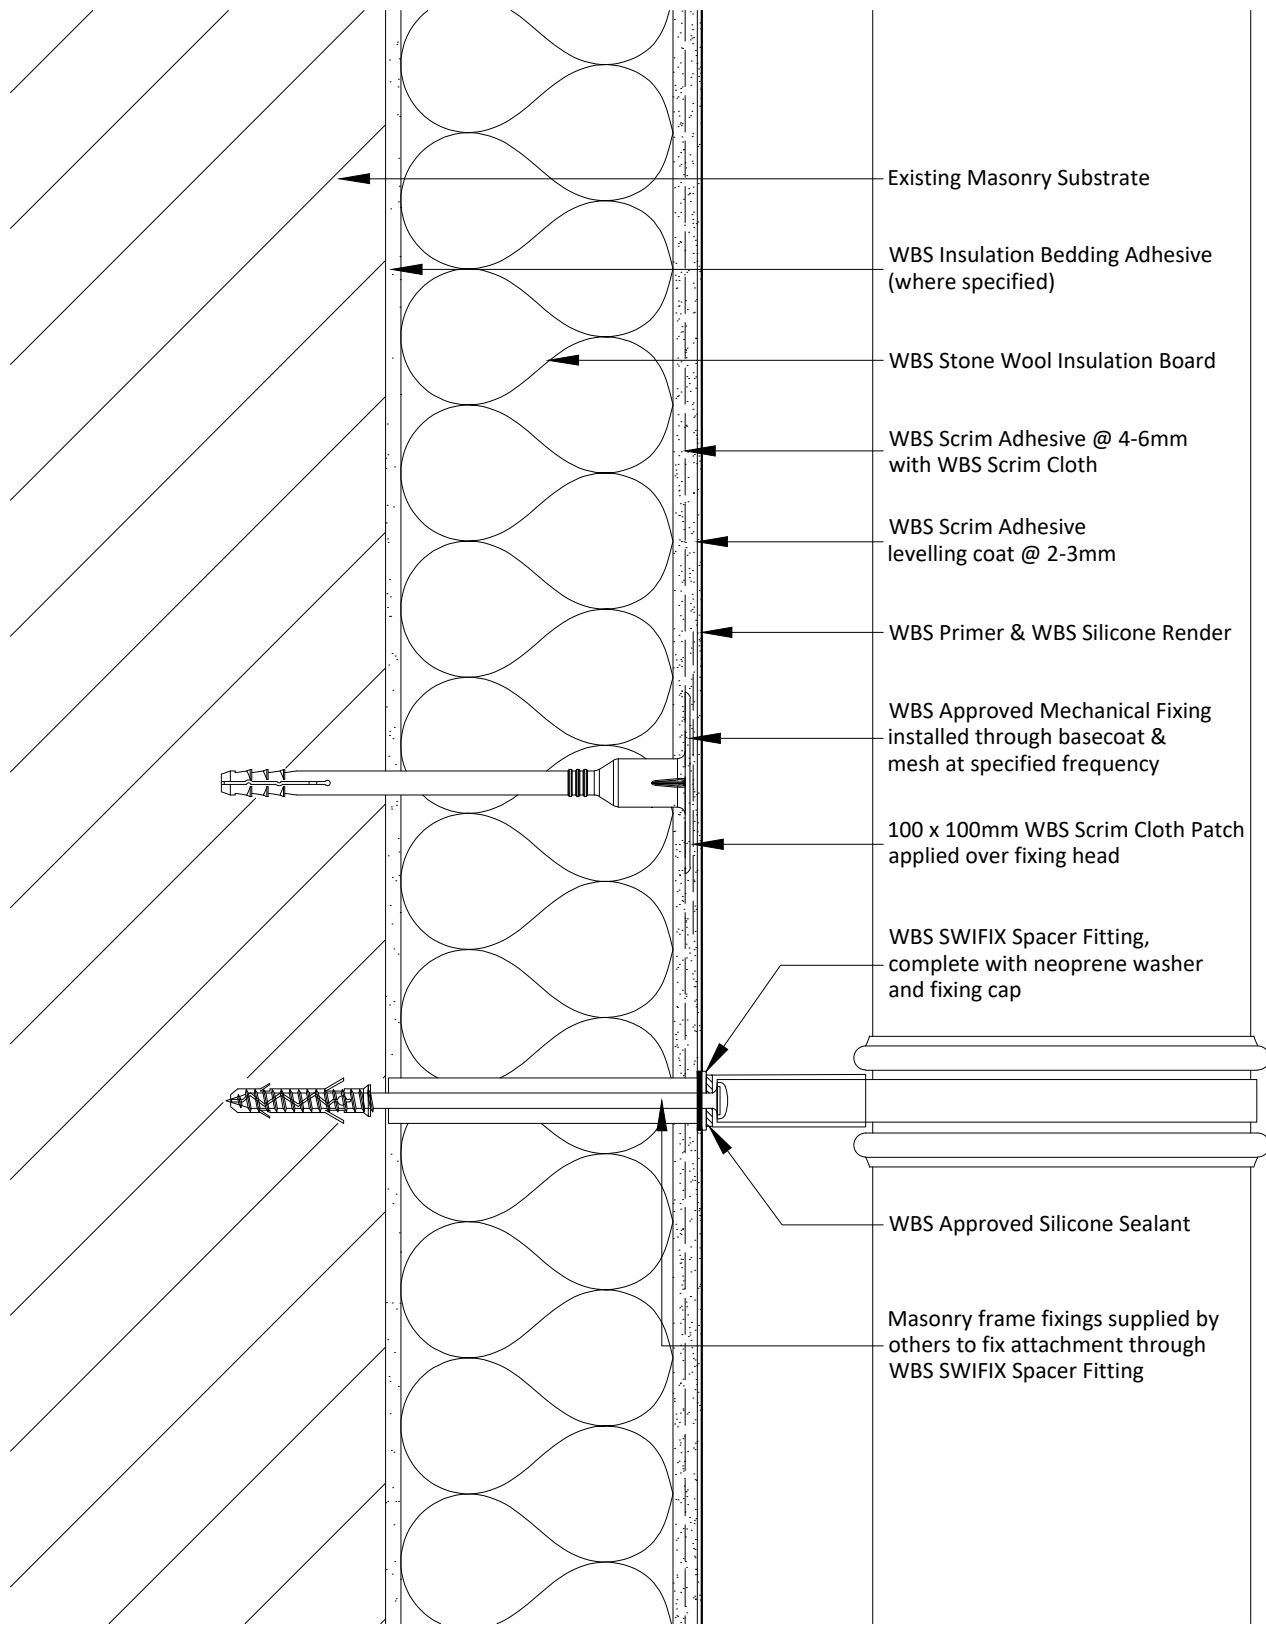 Existing Masonry Substrate
WBS Insulation Bedding Adhesive
(where specified)
WBS Stone Wool Insulation Board
WBS Scrim Adhesive @ 4-6mm
with WBS Scrim Cloth
WBS Scrim Adhesive
levelling coat @ 2-3mm
WBS Primer & WBS Silicone Render
WBS Approved Mechanical Fixing
installed through basecoat &
mesh at specified frequency
100 x 100mm WBS Scrim Cloth Patch
applied over fixing head
WBS SWIFIX Spacer Fitting,
complete with neoprene washer
and fixing cap
WBS Approved Silicone Sealant
Masonry frame fixings supplied by
others to fix attachment through
WBS SWIFIX Spacer Fitting